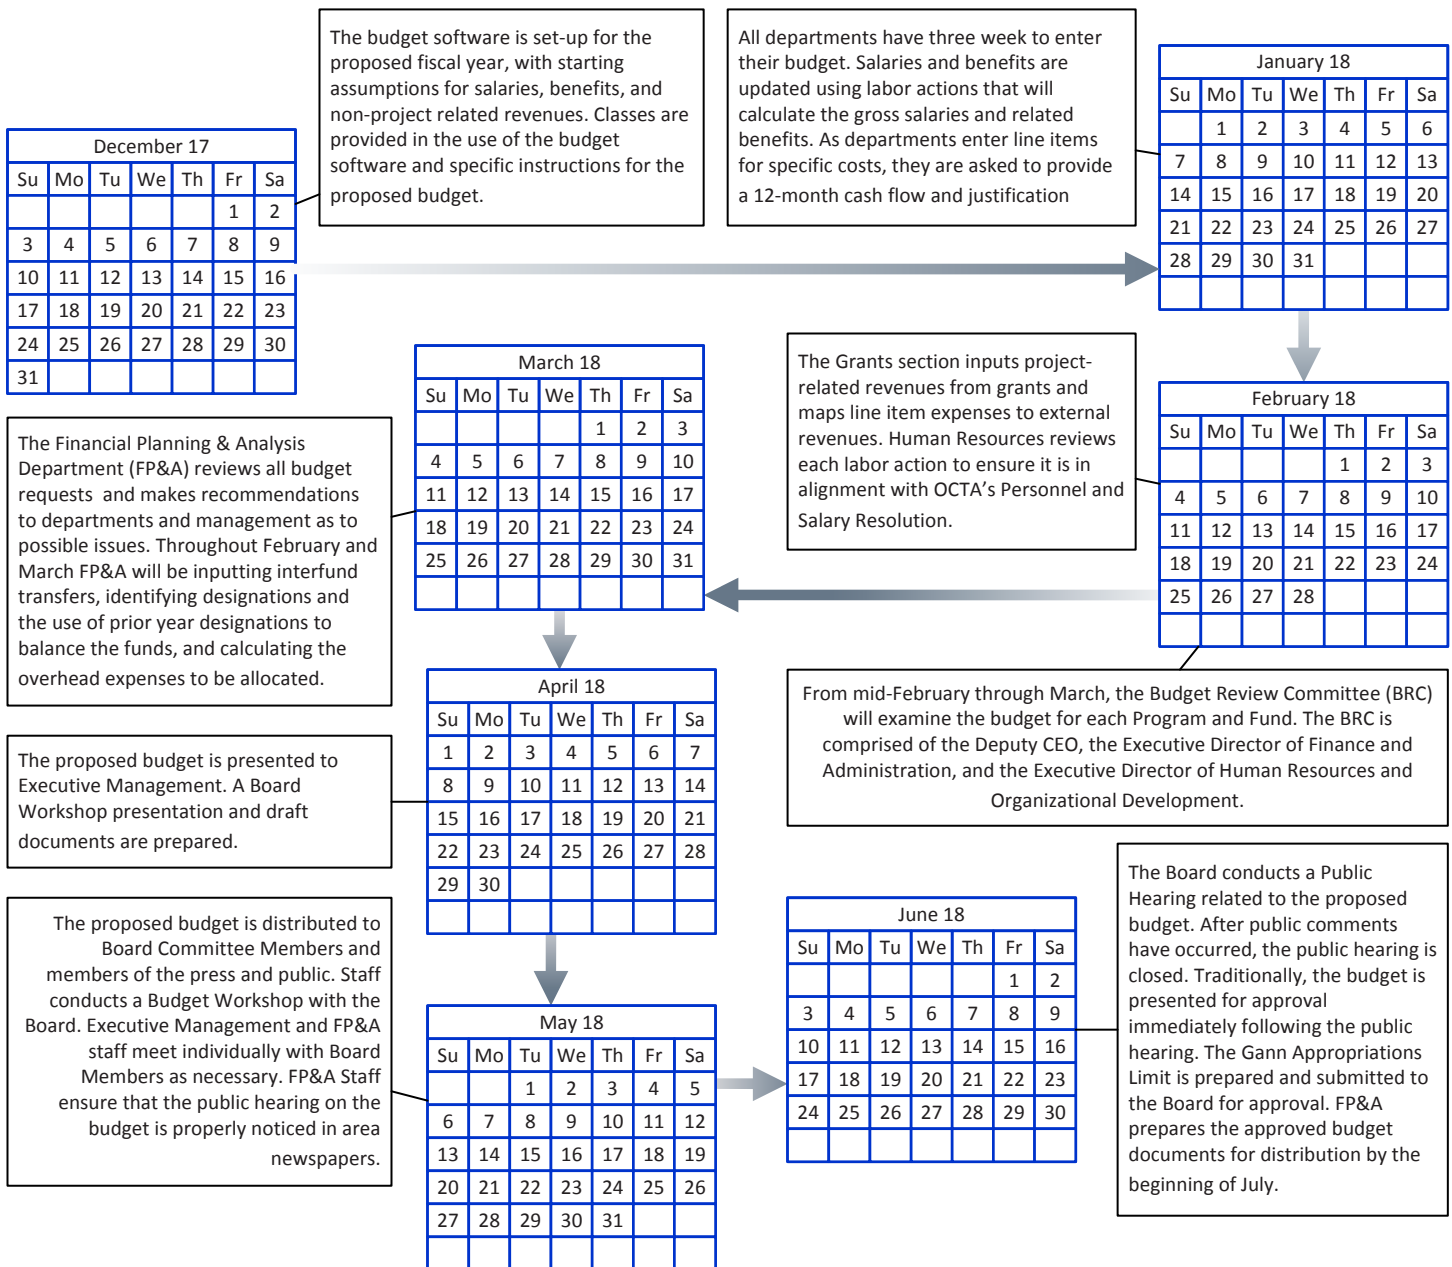 December 17
Su Mo Tu We Th Fr Sa
1 2
3 4 5 6 7 8 9
10 11 12 13 14 15 16
17 18 19 20 21 22 23
24 25 26 27 28 29 30
31
The budget software is set-up for the
proposed fiscal year, with starting
assumptions for salaries, benefits, and
non-project related revenues. Classes are
provided in the use of the budget
software and specific instructions for the
proposed budget.
All departments have three week to enter
their budget. Salaries and benefits are
updated using labor actions that will
calculate the gross salaries and related
benefits. As departments enter line items
for specific costs, they are asked to provide
a 12-month cash flow and justification
January 18
Su Mo Tu We Th Fr Sa
1 2 3 4 5 6
7 8 9 10 11 12 13
14 15 16 17 18 19 20
21 22 23 24 25 26 27
28 29 30 31
The Grants section inputs project-
related revenues from grants and
maps line item expenses to external
revenues. Human Resources reviews
each labor action to ensure it is in
alignment with OCTA's Personnel and
Salary Resolution.
February 18
Su Mo Tu We Th Fr Sa
1 2 3
4 5 6 7 8 9 10
11 12 13 14 15 16 17
18 19 20 21 22 23 24
25 26 27 28
From mid-February through March, the Budget Review Committee (BRC)
will examine the budget for each Program and Fund. The BRC is
comprised of the Deputy CEO, the Executive Director of Finance and
Administration, and the Executive Director of Human Resources and
Organizational Development.
March 18
Su Mo Tu We Th Fr Sa
1 2 3
4 5 6 7 8 9 10
11 12 13 14 15 16 17
18 19 20 21 22 23 24
25 26 27 28 29 30 31
The Financial Planning & Analysis
Department (FP&A) reviews all budget
requests and makes recommendations
to departments and management as to
possible issues. Throughout February and
March FP&A will be inputting interfund
transfers, identifying designations and
the use of prior year designations to
balance the funds, and calculating the
overhead expenses to be allocated.
April 18
Su Mo Tu We Th Fr Sa
1 2 3 4 5 6 7
8 9 10 11 12 13 14
15 16 17 18 19 20 21
22 23 24 25 26 27 28
29 30
The proposed budget is presented to
Executive Management. A Board
Workshop presentation and draft
documents are prepared.
The proposed budget is distributed to
Board Committee Members and
members of the press and public. Staff
conducts a Budget Workshop with the
Board. Executive Management and FP&A
staff meet individually with Board
Members as necessary. FP&A Staff
ensure that the public hearing on the
budget is properly noticed in area
newspapers.
May 18
Su Mo Tu We Th Fr Sa
1 2 3 4 5
6 7 8 9 10 11 12
13 14 15 16 17 18 19
20 21 22 23 24 25 26
27 28 29 30 31
June 18
Su Mo Tu We Th Fr Sa
1 2
3 4 5 6 7 8 9
10 11 12 13 14 15 16
17 18 19 20 21 22 23
24 25 26 27 28 29 30
The Board conducts a Public
Hearing related to the proposed
budget. After public comments
have occurred, the public hearing is
closed. Traditionally, the budget is
presented for approval
immediately following the public
hearing. The Gann Appropriations
Limit is prepared and submitted to
the Board for approval. FP&A
prepares the approved budget
documents for distribution by the
beginning of July.